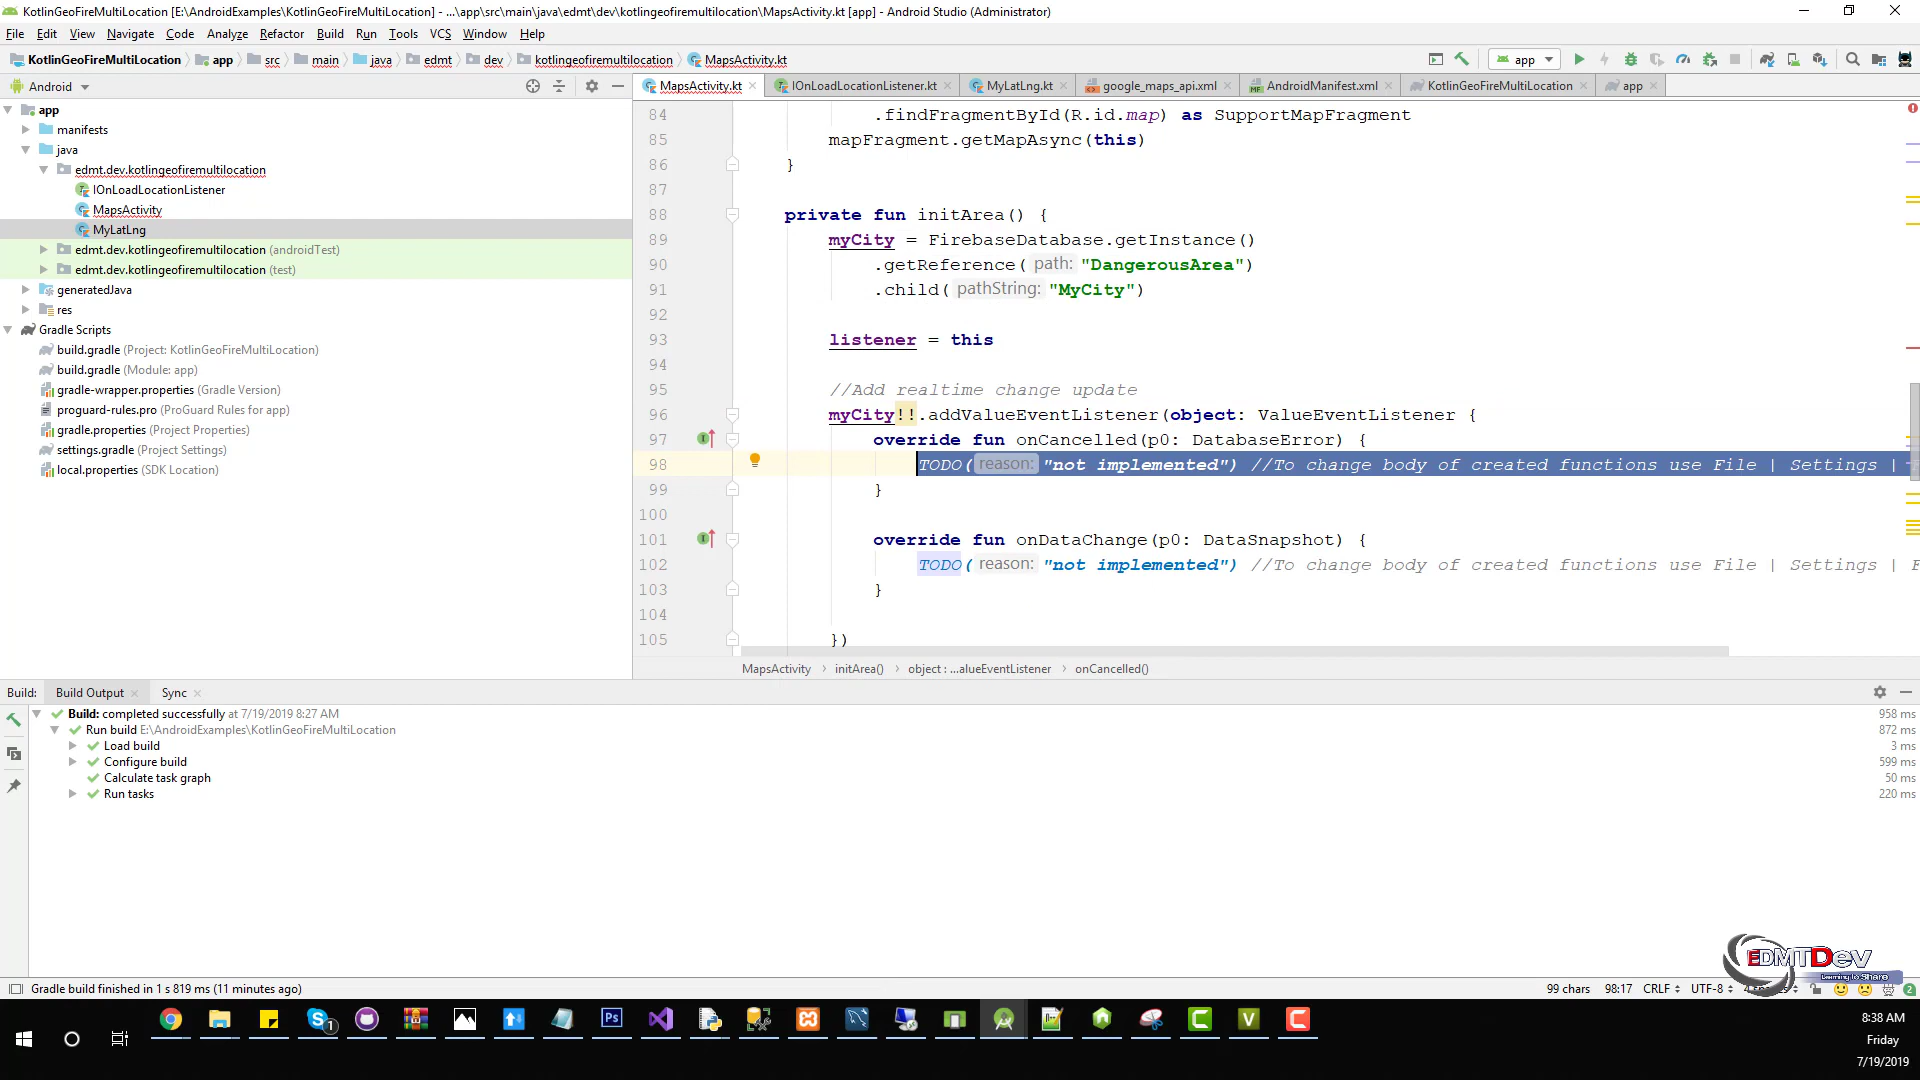 KotlinGeoFireMultiLocation [E:\AndroidExamples\KotlinGeoFireMultiLocation] - ...\app\src\main\java\edmt\dev\kotlingeofiremultilocation\MapsActivity.kt [app] - Android Studio (Administrator)
File Edit View Navigate Code Analyze Refactor Build Run Tools VCS Window Help
KotlinGeoFireMultiLocation app src main java edmt dev kotlingeofiremultilocation MapsActivity.kt app
Android MapsActivity.kt IOnLoadLocationListener.kt MyLatLng.kt google_maps_api.xml AndroidManifest.xml KotlinGeoFireMultiLocation app
app
manifests
java
edmt.dev.kotlingeofiremultilocation
IOnLoadLocationListener
MapsActivity
MyLatLng
edmt.dev.kotlingeofiremultilocation (androidTest)
edmt.dev.kotlingeofiremultilocation (test)
generatedJava
res
Gradle Scripts
build.gradle (Project: KotlinGeoFireMultiLocation)
build.gradle (Module: app)
gradle-wrapper.properties (Gradle Version)
proguard-rules.pro (ProGuard Rules for app)
gradle.properties (Project Properties)
settings.gradle (Project Settings)
local.properties (SDK Location)
84 .findFragmentById(R.id.map) as SupportMapFragment
85 mapFragment.getMapAsync(this)
86 }
87
88 private fun initArea() {
89 myCity = FirebaseDatabase.getInstance()
90 .getReference( path: "DangerousArea")
91 .child( pathString: "MyCity")
92
93 listener = this
94
95 //Add realtime change update
96 myCity!!.addValueEventListener(object: ValueEventListener {
97 override fun onCancelled(p0: DatabaseError) {
98 TODO( reason: "not implemented") //To change body of created functions use File | Settings |
99 }
100
101 override fun onDataChange(p0: DataSnapshot) {
102 TODO( reason: "not implemented") //To change body of created functions use File | Settings | F
103 }
104
105 })
MapsActivity initArea() object : ...alueEventListener onCancelled()
Build: Build Output Sync
Build: completed successfully at 7/19/2019 8:27 AM 958 ms
Run build E:\AndroidExamples\KotlinGeoFireMultiLocation 872 ms
Load build 3 ms
Configure build 599 ms
Calculate task graph 50 ms
Run tasks 220 ms
EDMTDev
Learning to Share
Gradle build finished in 1 s 819 ms (11 minutes ago) 99 chars 98:17 CRLF UTF-8 2
8:38 AM
Friday
7/19/2019